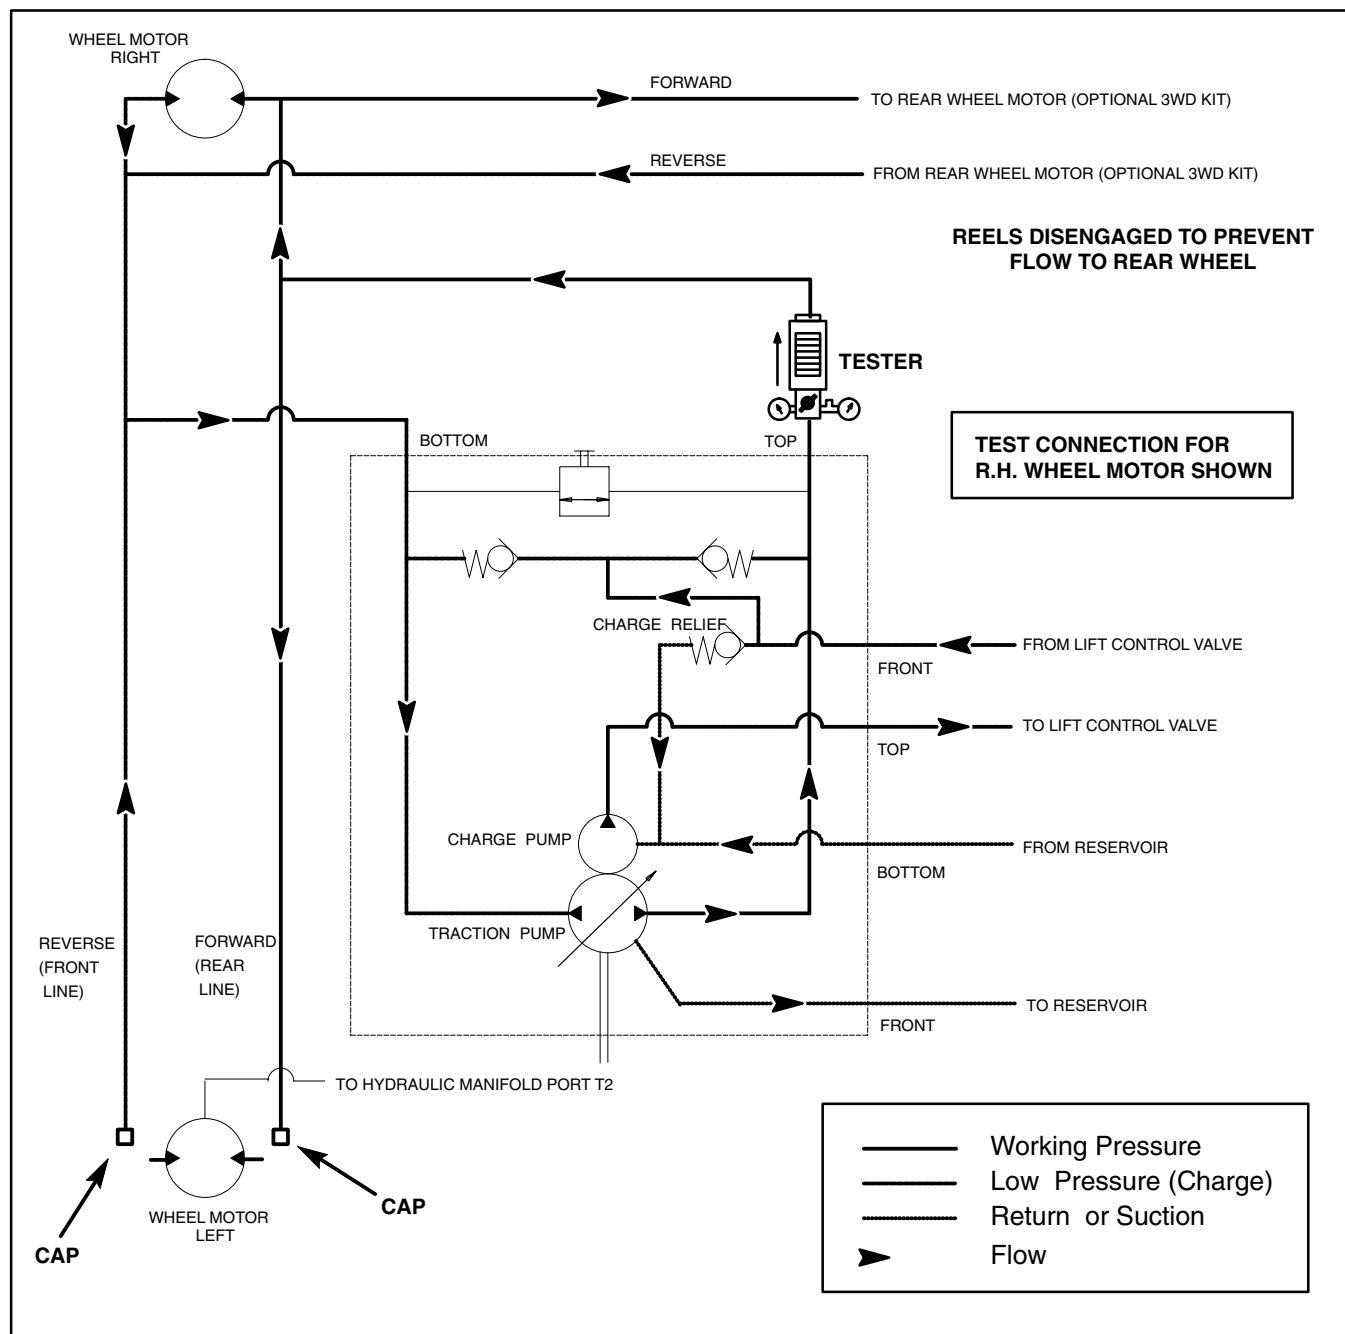 WHEEL MOTOR
RIGHT
FORWARD
TO REAR WHEEL MOTOR (OPTIONAL 3WD KIT)
REVERSE
FROM REAR WHEEL MOTOR (OPTIONAL 3WD KIT)
REELS DISENGAGED TO PREVENT
FLOW TO REAR WHEEL
TESTER
BOTTOM
TOP
TEST CONNECTION FOR
R.H. WHEEL MOTOR SHOWN
CHARGE RELIEF
FROM LIFT CONTROL VALVE
FRONT
TO LIFT CONTROL VALVE
TOP
CHARGE PUMP
FROM RESERVOIR
BOTTOM
TRACTION PUMP
REVERSE
(FRONT
LINE)
FORWARD
(REAR
LINE)
TO RESERVOIR
FRONT
TO HYDRAULIC MANIFOLD PORT T2
CAP
WHEEL MOTOR
LEFT
CAP
Working Pressure
Low Pressure (Charge)
Return or Suction
Flow